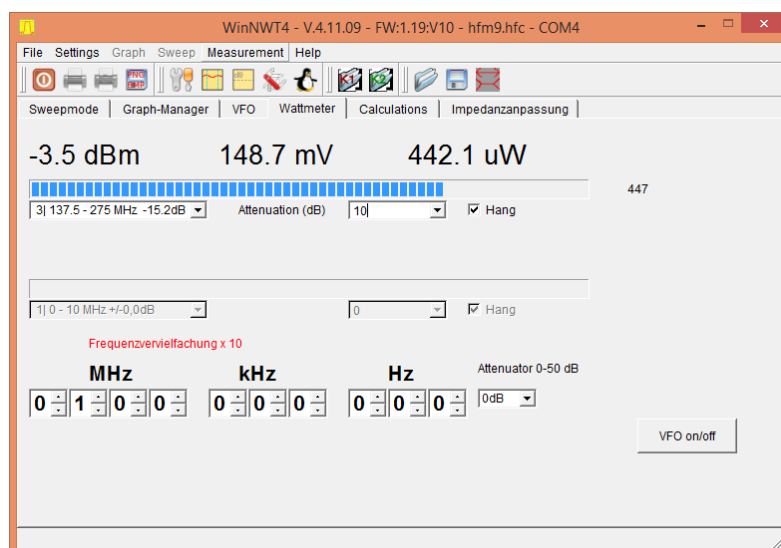 WinNWT4 - V.4.11.09 - FW:1.19:V10 - hfm9.hfc - COM4
File Settings Graph Sweep Measurement Help
PNG
BMP
K1 K2
Sweepmode Graph-Manager VFO Wattmeter Calculations Impedanzanpassung
-3.5 dBm 148.7 mV 442.1 uW
447
3| 137.5 - 275 MHz -15.2dB Attenuation (dB) 10 Hang
1| 0 - 10 MHz +/-0,0dB 0 Hang
Frequenzvervielfachung x 10
MHz kHz Hz Attenuator 0-50 dB
0 1 0 0 0 0 0 0 0 0 0dB
VFO on/off